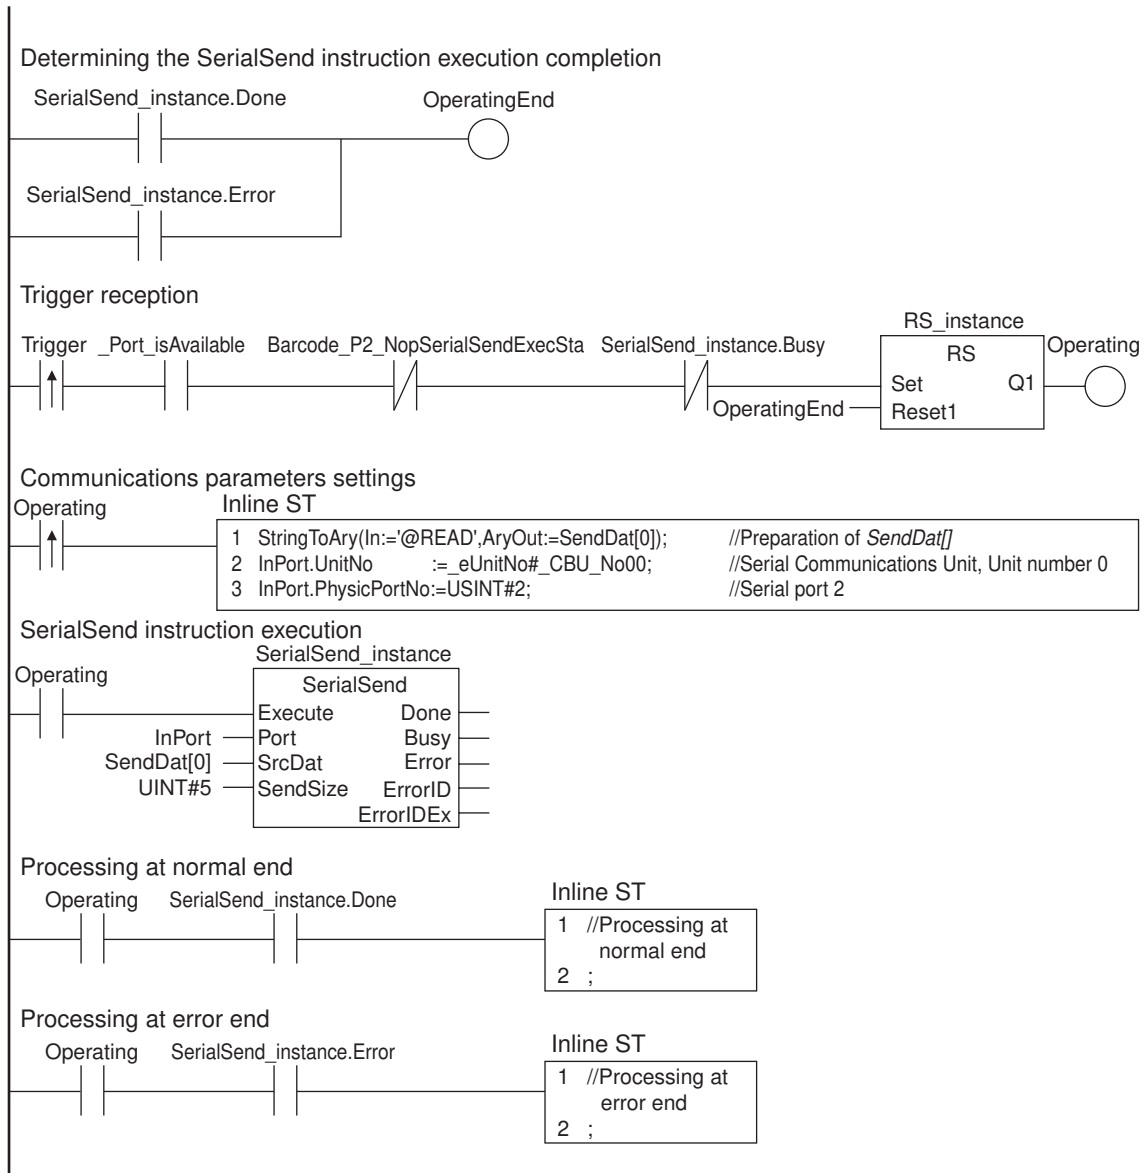 Determining the SerialSend instruction execution completion
SerialSend_instance.Done OperatingEnd
SerialSend_instance.Error
Trigger reception
RS_instance
Trigger _Port_isAvailable Barcode_P2_NopSerialSendExecSta SerialSend_instance.Busy RS Operating
Set Q1
OperatingEnd Reset1
Communications parameters settings
Operating Inline ST
1 StringToAry(In:='@READ',AryOut:=SendDat[0]); //Preparation of SendDat[]
2 InPort.UnitNo :=_eUnitNo#_CBU_No00; //Serial Communications Unit, Unit number 0
3 InPort.PhysicPortNo:=USINT#2; //Serial port 2
SerialSend instruction execution
SerialSend_instance
Operating SerialSend
Execute Done
InPort Port Busy
SendDat[0] SrcDat Error
UINT#5 SendSize ErrorID
ErrorIDEx
Processing at normal end
Operating SerialSend_instance.Done Inline ST
1 //Processing at
normal end
2 ;
Processing at error end
Operating SerialSend_instance.Error Inline ST
1 //Processing at
error end
2 ;